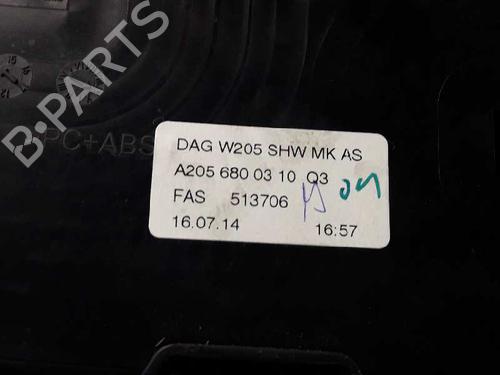 B-PARTS
PC+ABS
DAG W205 SHW MK AS
A205 680 03 10 Q3
FAS 513706
16.07.14 16:57